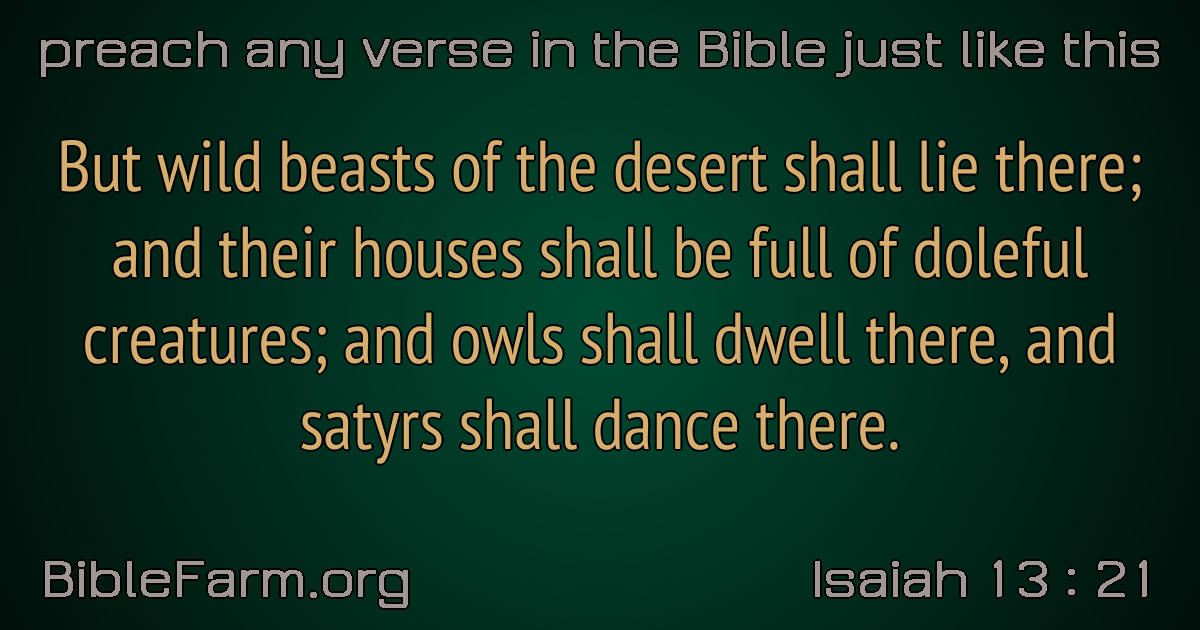 preach any verse in the Bible just like this
But wild beasts of the desert shall lie there;
and their houses shall be full of doleful
creatures; and owls shall dwell there, and
satyrs shall dance there.
BibleFarm.org
Isaiah 13 : 21